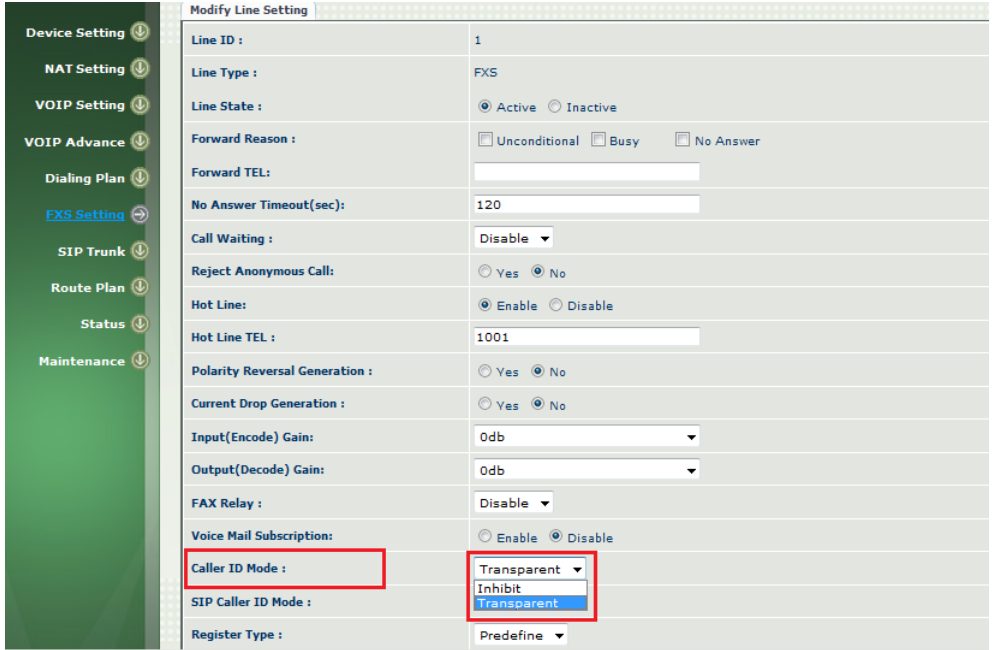 Modify Line Setting
Device Setting
NAT Setting
VOIP Setting
VOIP Advance
Dialing Plan
FXS Setting
SIP Trunk
Route Plan
Status
Maintenance
Line ID : 1
Line Type : FXS
Line State : Active Inactive
Forward Reason : Unconditional Busy No Answer
Forward TEL:
No Answer Timeout(sec): 120
Call Waiting : Disable
Reject Anonymous Call: Yes No
Hot Line: Enable Disable
Hot Line TEL : 1001
Polarity Reversal Generation : Yes No
Current Drop Generation : Yes No
Input(Encode) Gain: 0db
Output(Decode) Gain: 0db
FAX Relay : Disable
Voice Mail Subscription: Enable Disable
Caller ID Mode : Transparent
Inhibit
SIP Caller ID Mode : Transparent
Register Type : Predefine